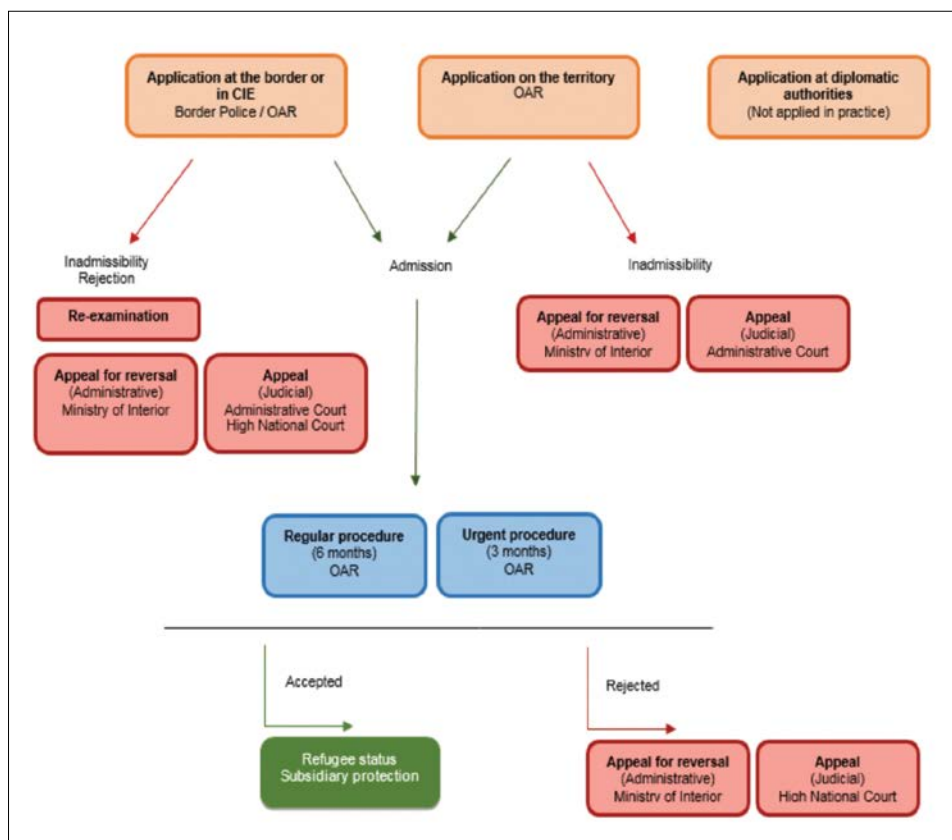 Application at the border or
in CIE
Border Police / OAR
Application on the territory
OAR
Application at diplomatic
authorities
(Not applied in practice)
Inadmissibility
Rejection
Admission
Inadmissibility
Re-examination
Appeal for reversal
(Administrative)
Ministry of Interior
Appeal
(Judicial)
Administrative Court
High National Court
Appeal for reversal
(Administrative)
Ministry of Interior
Appeal
(Judicial)
Administrative Court
Regular procedure
(6 months)
OAR
Urgent procedure
(3 months)
OAR
Accepted
Rejected
Refugee status
Subsidiary protection
Appeal for reversal
(Administrative)
Ministry of Interior
Appeal
(Judicial)
High National Court